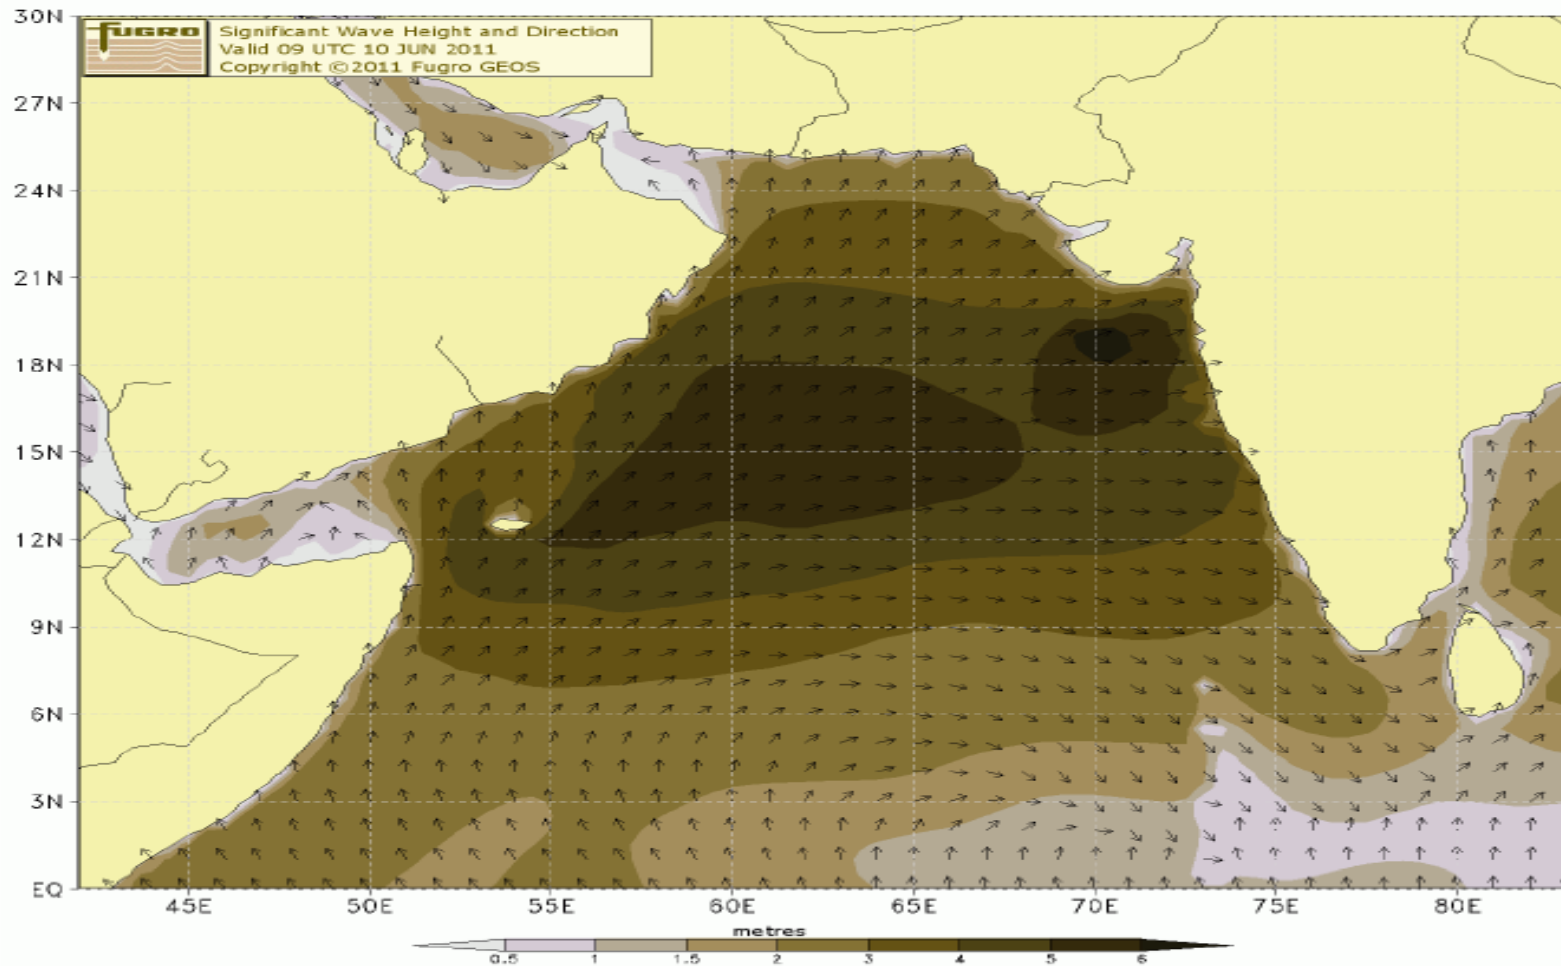 FUGRO
Significant Wave Height and Direction
Valid 09 UTC 10 JUN 2011
Copyright ©2011 Fugro GEOS
30N
27N
24N
21N
18N
15N
12N
9N
6N
3N
EQ
45E 50E 55E 60E 65E 70E 75E 80E
metres
0.5 1 1.5 2 3 4 5 6